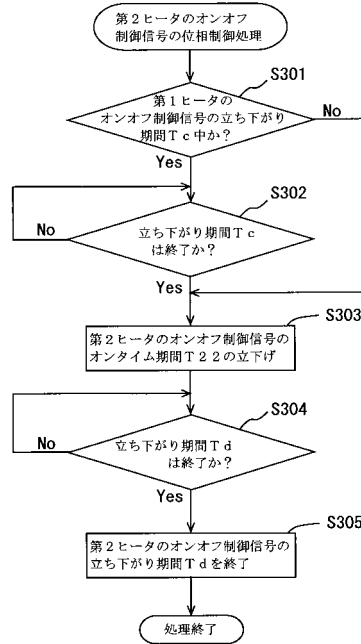 第２ヒータのオンオフ
制御信号の位相制御処理
S301
第１ヒータの
オンオフ制御信号の立ち下がり
期間Ｔｃ中か？
No
Yes
S302
立ち下がり期間Ｔｃ
は終了か？
No
Yes
S303
第２ヒータのオンオフ制御信号の
オンタイム期間Ｔ２２の立下げ
S304
立ち下がり期間Ｔｄ
は終了か？
No
Yes
S305
第２ヒータのオンオフ制御信号の
立ち下がり期間Ｔｄを終了
処理終了